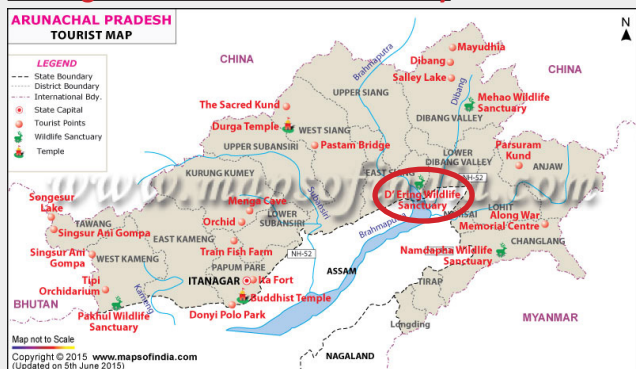 ARUNACHAL PRADESH
TOURIST MAP
N
LEGEND
State Boundary
District Boundary
International Bdy.
State Capital
Tourist Points
Wildlife Sanctuary
Temple
CHINA
CHINA
Brahmaputra
Mayudhia
Dibang
Salley Lake
Dibang
Mehao Wildlife
Sanctuary
UPPER SIANG
DIBANG VALLEY
The Sacred Kund
Durga Temple
WEST SIANG
UPPER SUBANSIRI
Pastam Bridge
LOWER
DIBANG VALLEY
Parsuram
Kund
ANJAW
KURUNG KUMEY
EAST SIANG
NH-52
www.mapsofindia.com
D'Ering Wildlife
Sanctuary
Subansiri
Menga Cave
Songesur
Lake
TAWANG
Singsur Ani Gompa
Orchid
LOWER
SUBANSIRI
LOHIT
NAMSAI
Along War
Memorial Centre
Brahmaputra
EAST KAMENG
Train Fish Farm
CHANGLANG
Singsur Ani
Gompa
WEST KAMENG
PAPUM PARE
NH-52
ASSAM
Namdapha Wildlife
Sanctuary
Tipi
Orchidarium
ITANAGAR
Ita Fort
TIRAP
BHUTAN
Kameng
Buddhist Temple
Pakhui Wildlife
Sanctuary
Donyi Polo Park
Longding
MYANMAR
NAGALAND
Map not to Scale
Copyright © 2015 www.mapsofindia.com
(Updated on 5th June 2015)